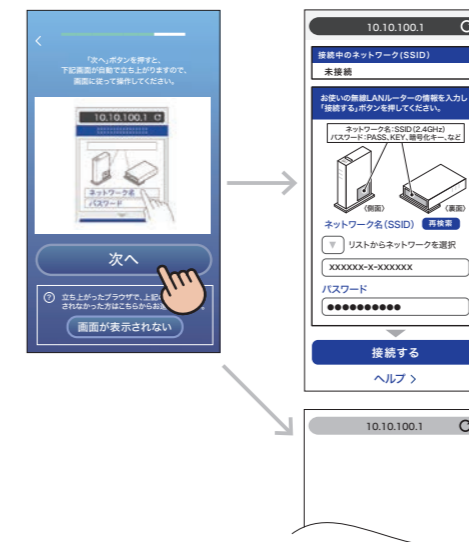 「次へ」ボタンを押すと、
下記画面が自動で立ち上がりますので、
画面に従って操作してください。
10.10.100.1
ネットワーク名
パスワード
次へ
? 立ち上がったブラウザで、上記
されなかった方はこちらからお
画面が表示されない
10.10.100.1
接続中のネットワーク(SSID)
未接続
お使いの無線LANルーターの情報を入力し
「接続する」ボタンを押してください。
ネットワーク名:SSID(2.4GHz)
パスワード:PASS、KEY、暗号化キー、など
〈側面〉
〈裏面〉
ネットワーク名(SSID) 再検索
▼ リストからネットワークを選択
XXXXXX-X-XXXXXX
パスワード
●●●●●●●●●●
接続する
ヘルプ >
10.10.100.1